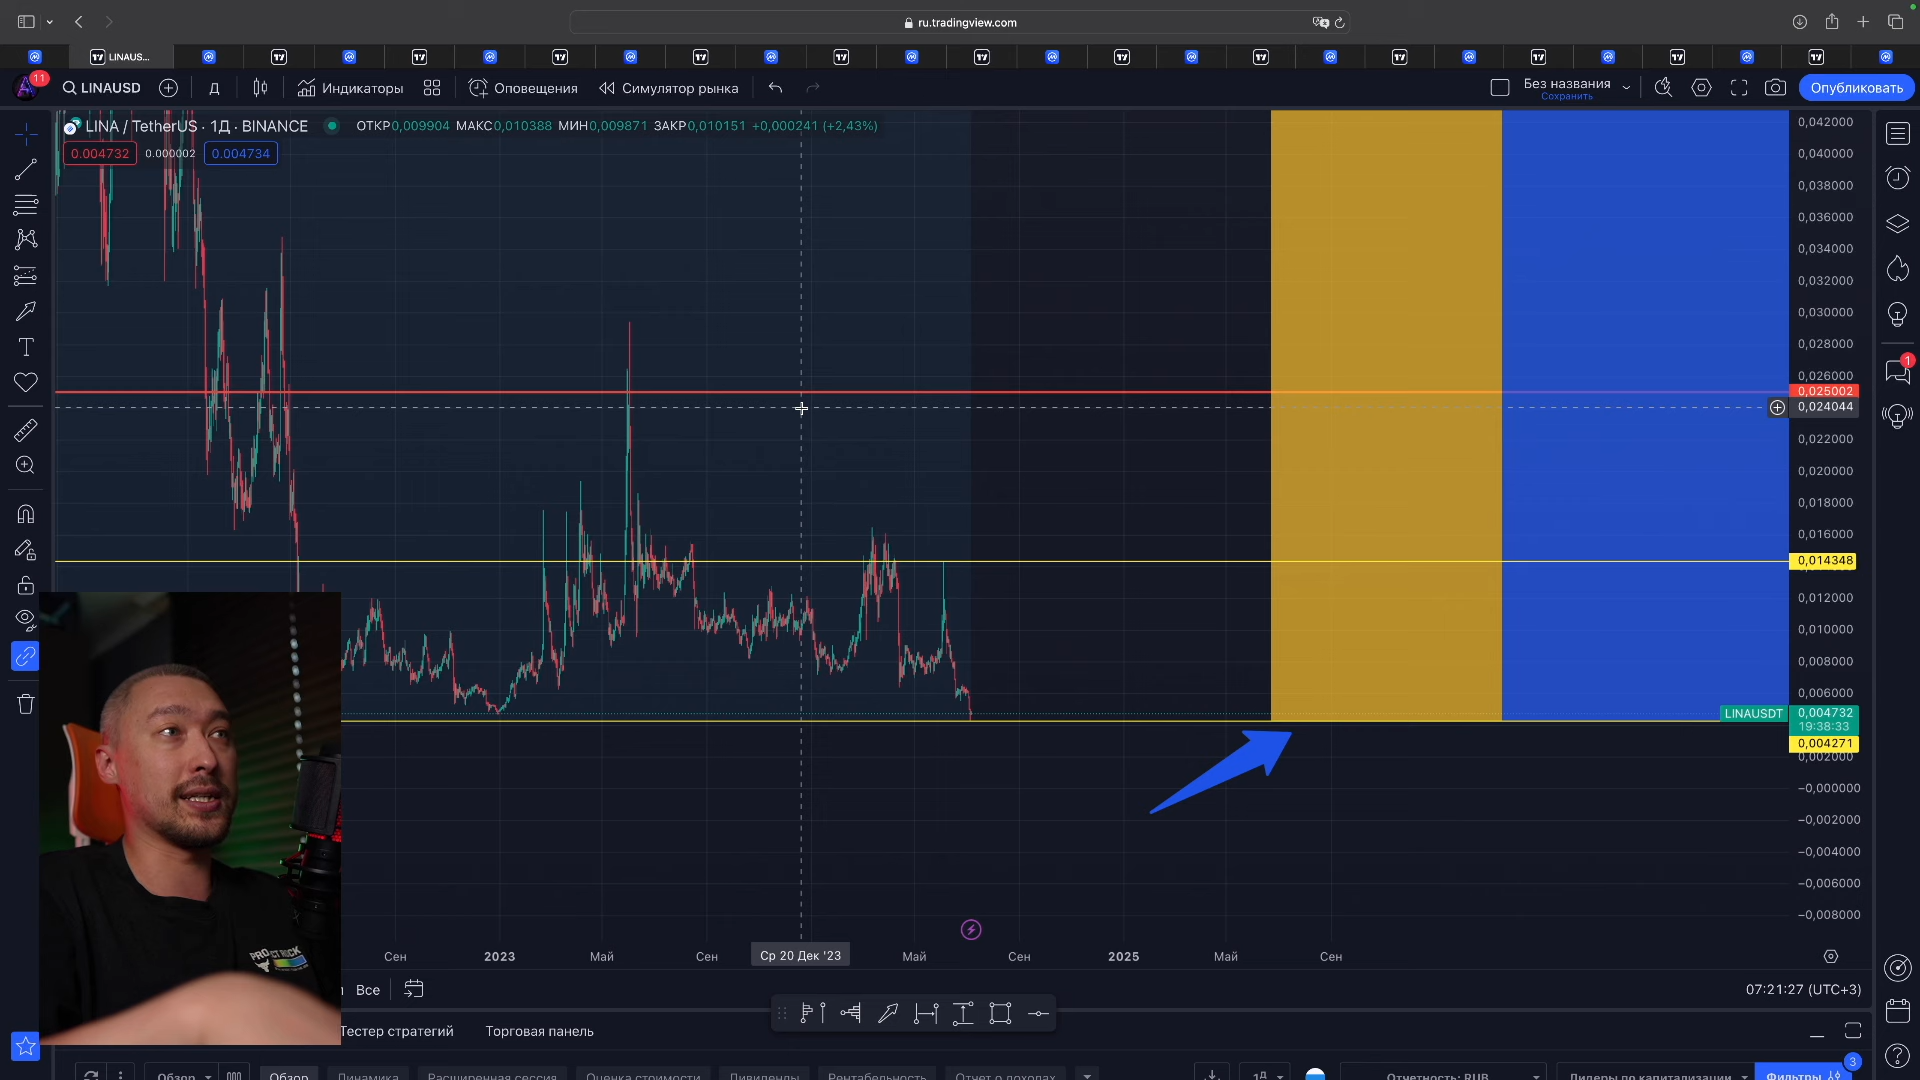 ru.tradingview.com
LINAUS...
11
LINAUSD
Д
Индикаторы
Оповещения
Симулятор рынка
Без названия
Сохранить
Опубликовать
LINA / TetherUS · 1Д · BINANCE
ОТКР0,009904 МАКС0,010388 МИН0,009871 ЗАКР0,010151 +0,000241 (+2,43%)
0.004732
0.000002
0.004734
0,042000
0,040000
0,038000
0,036000
0,034000
0,032000
0,030000
0,028000
0,026000
0,025002
0,024044
0,022000
0,020000
0,018000
0,016000
0,014348
0,012000
0,010000
0,008000
0,006000
LINAUSDT
0,004732
19:38:33
0,004271
0,002000
−0,000000
−0,002000
−0,004000
−0,006000
−0,008000
1
PROJECT ROCK
Сен
2023
Май
Сен
Ср 20 Дек '23
Май
Сен
2025
Май
Сен
Все
07:21:27 (UTC+3)
Тестер стратегий
Торговая панель
3
Обзор
Обзор
Динамика
Расширенная сессия
Оценка стоимости
Дивиденды
Рентабельность
Отчет о доходах
1Д
Отчетность: RUB
Лидеры по капитализации
Фильтры